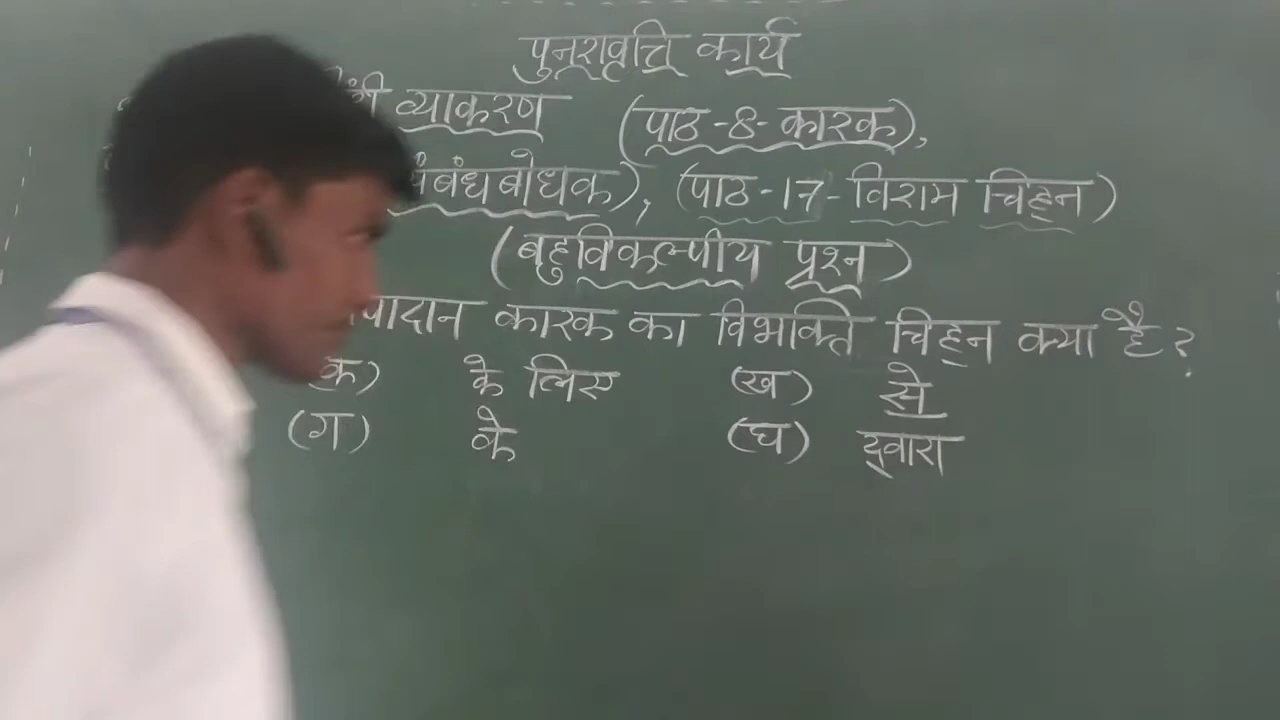 पुनरावृत्ति कार्य
व्याकरण (पाठ-8-कारक),
संबंधबोधक), (पाठ-17-विराम चिह्न)
(बहुविकल्पीय प्रश्न)
कारक का विभक्ति चिह्न क्या है?
(क) के लिए (ख) से
(ग) के (घ) द्वारा